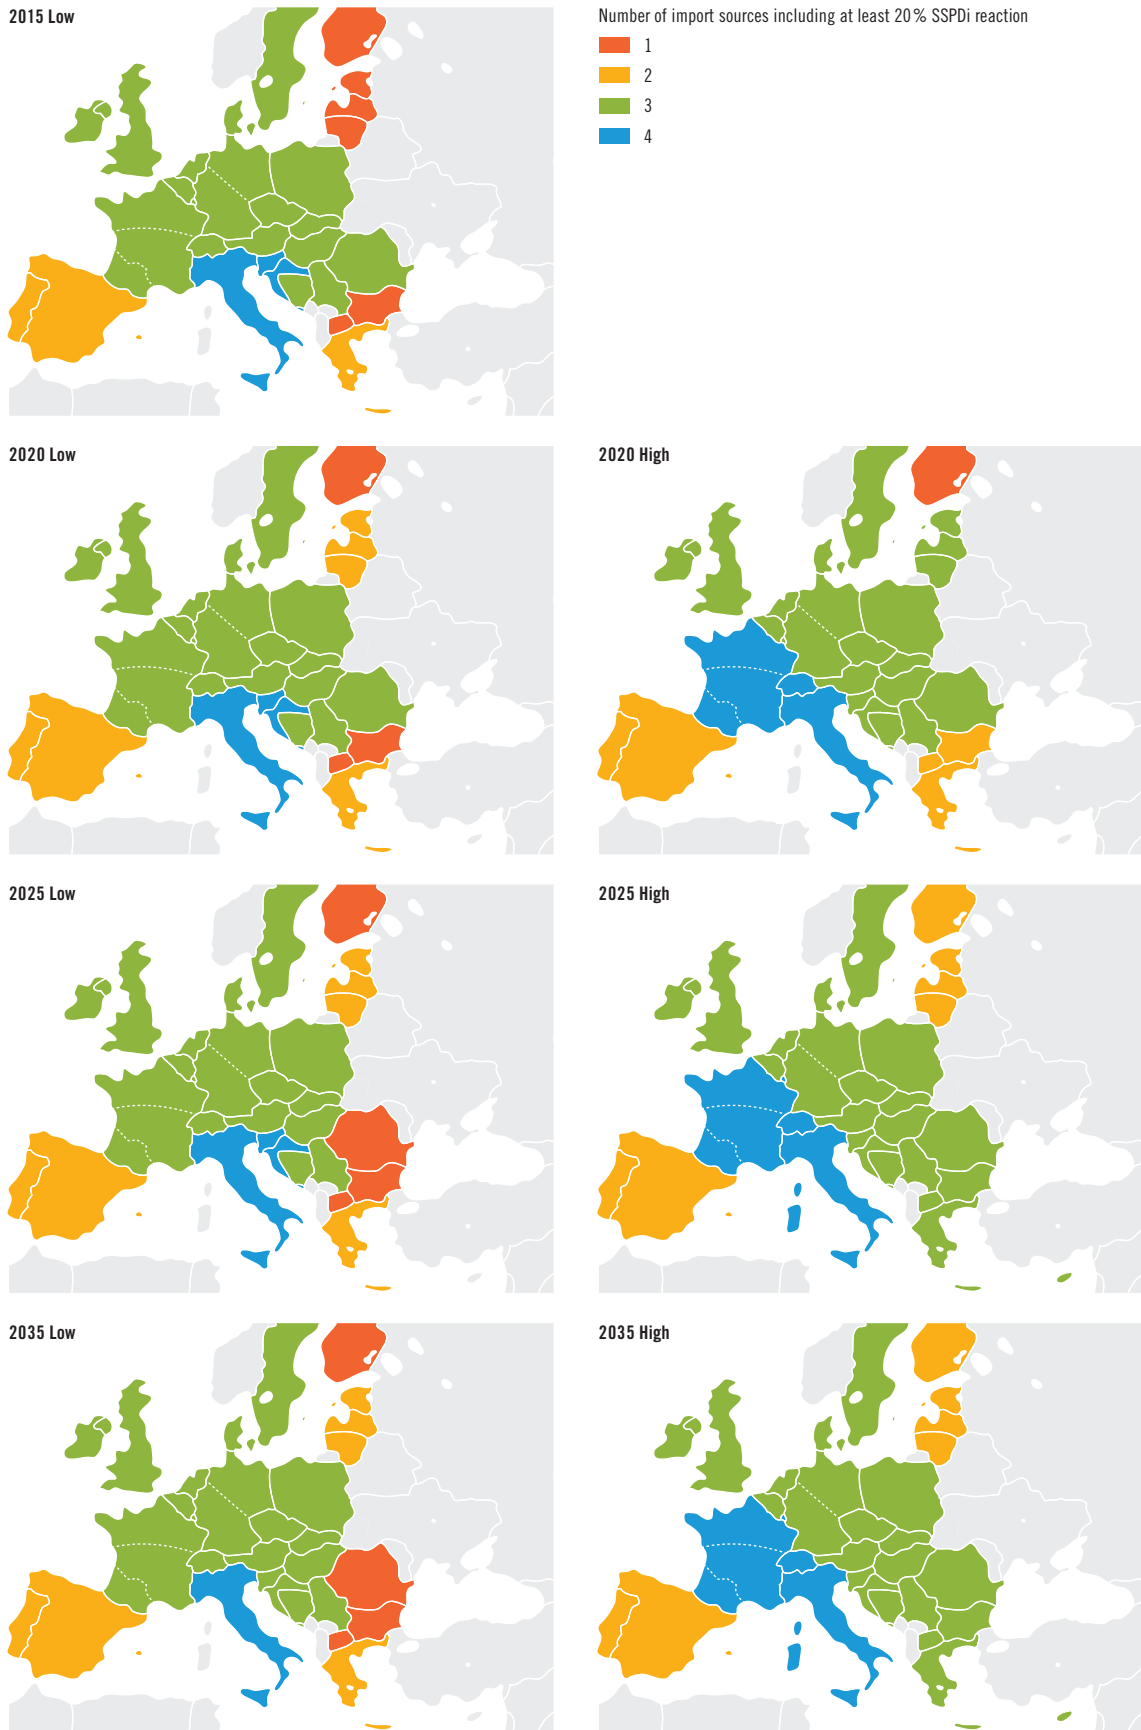 2015 Low
Number of import sources including at least 20 % SSPDi reaction
1
2
3
4
2020 Low
2020 High
2025 Low
2025 High
2035 Low
2035 High